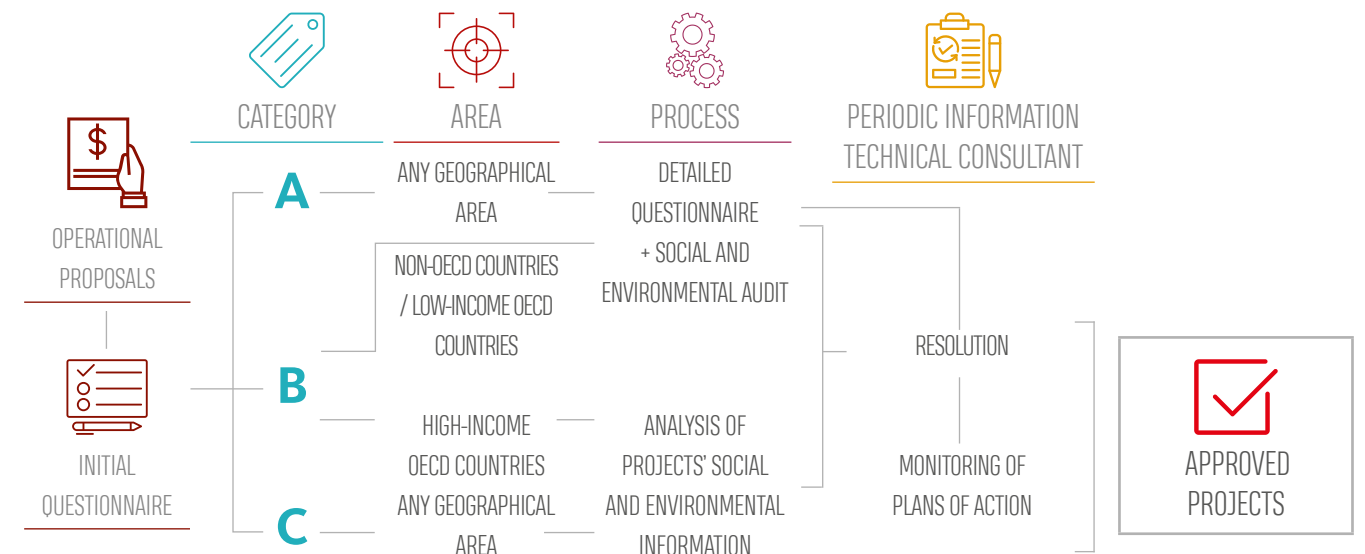 CATEGORY
AREA
PROCESS
PERIODIC INFORMATION
TECHNICAL CONSULTANT
OPERATIONAL
PROPOSALS
INITIAL
QUESTIONNAIRE
A
B
C
ANY GEOGRAPHICAL
AREA
NON-OECD COUNTRIES
/ LOW-INCOME OECD
COUNTRIES
HIGH-INCOME
OECD COUNTRIES
ANY GEOGRAPHICAL
AREA
DETAILED
QUESTIONNAIRE
+ SOCIAL AND
ENVIRONMENTAL AUDIT
ANALYSIS OF
PROJECTS' SOCIAL
AND ENVIRONMENTAL
INFORMATION
RESOLUTION
MONITORING OF
PLANS OF ACTION
APPROVED
PROJECTS